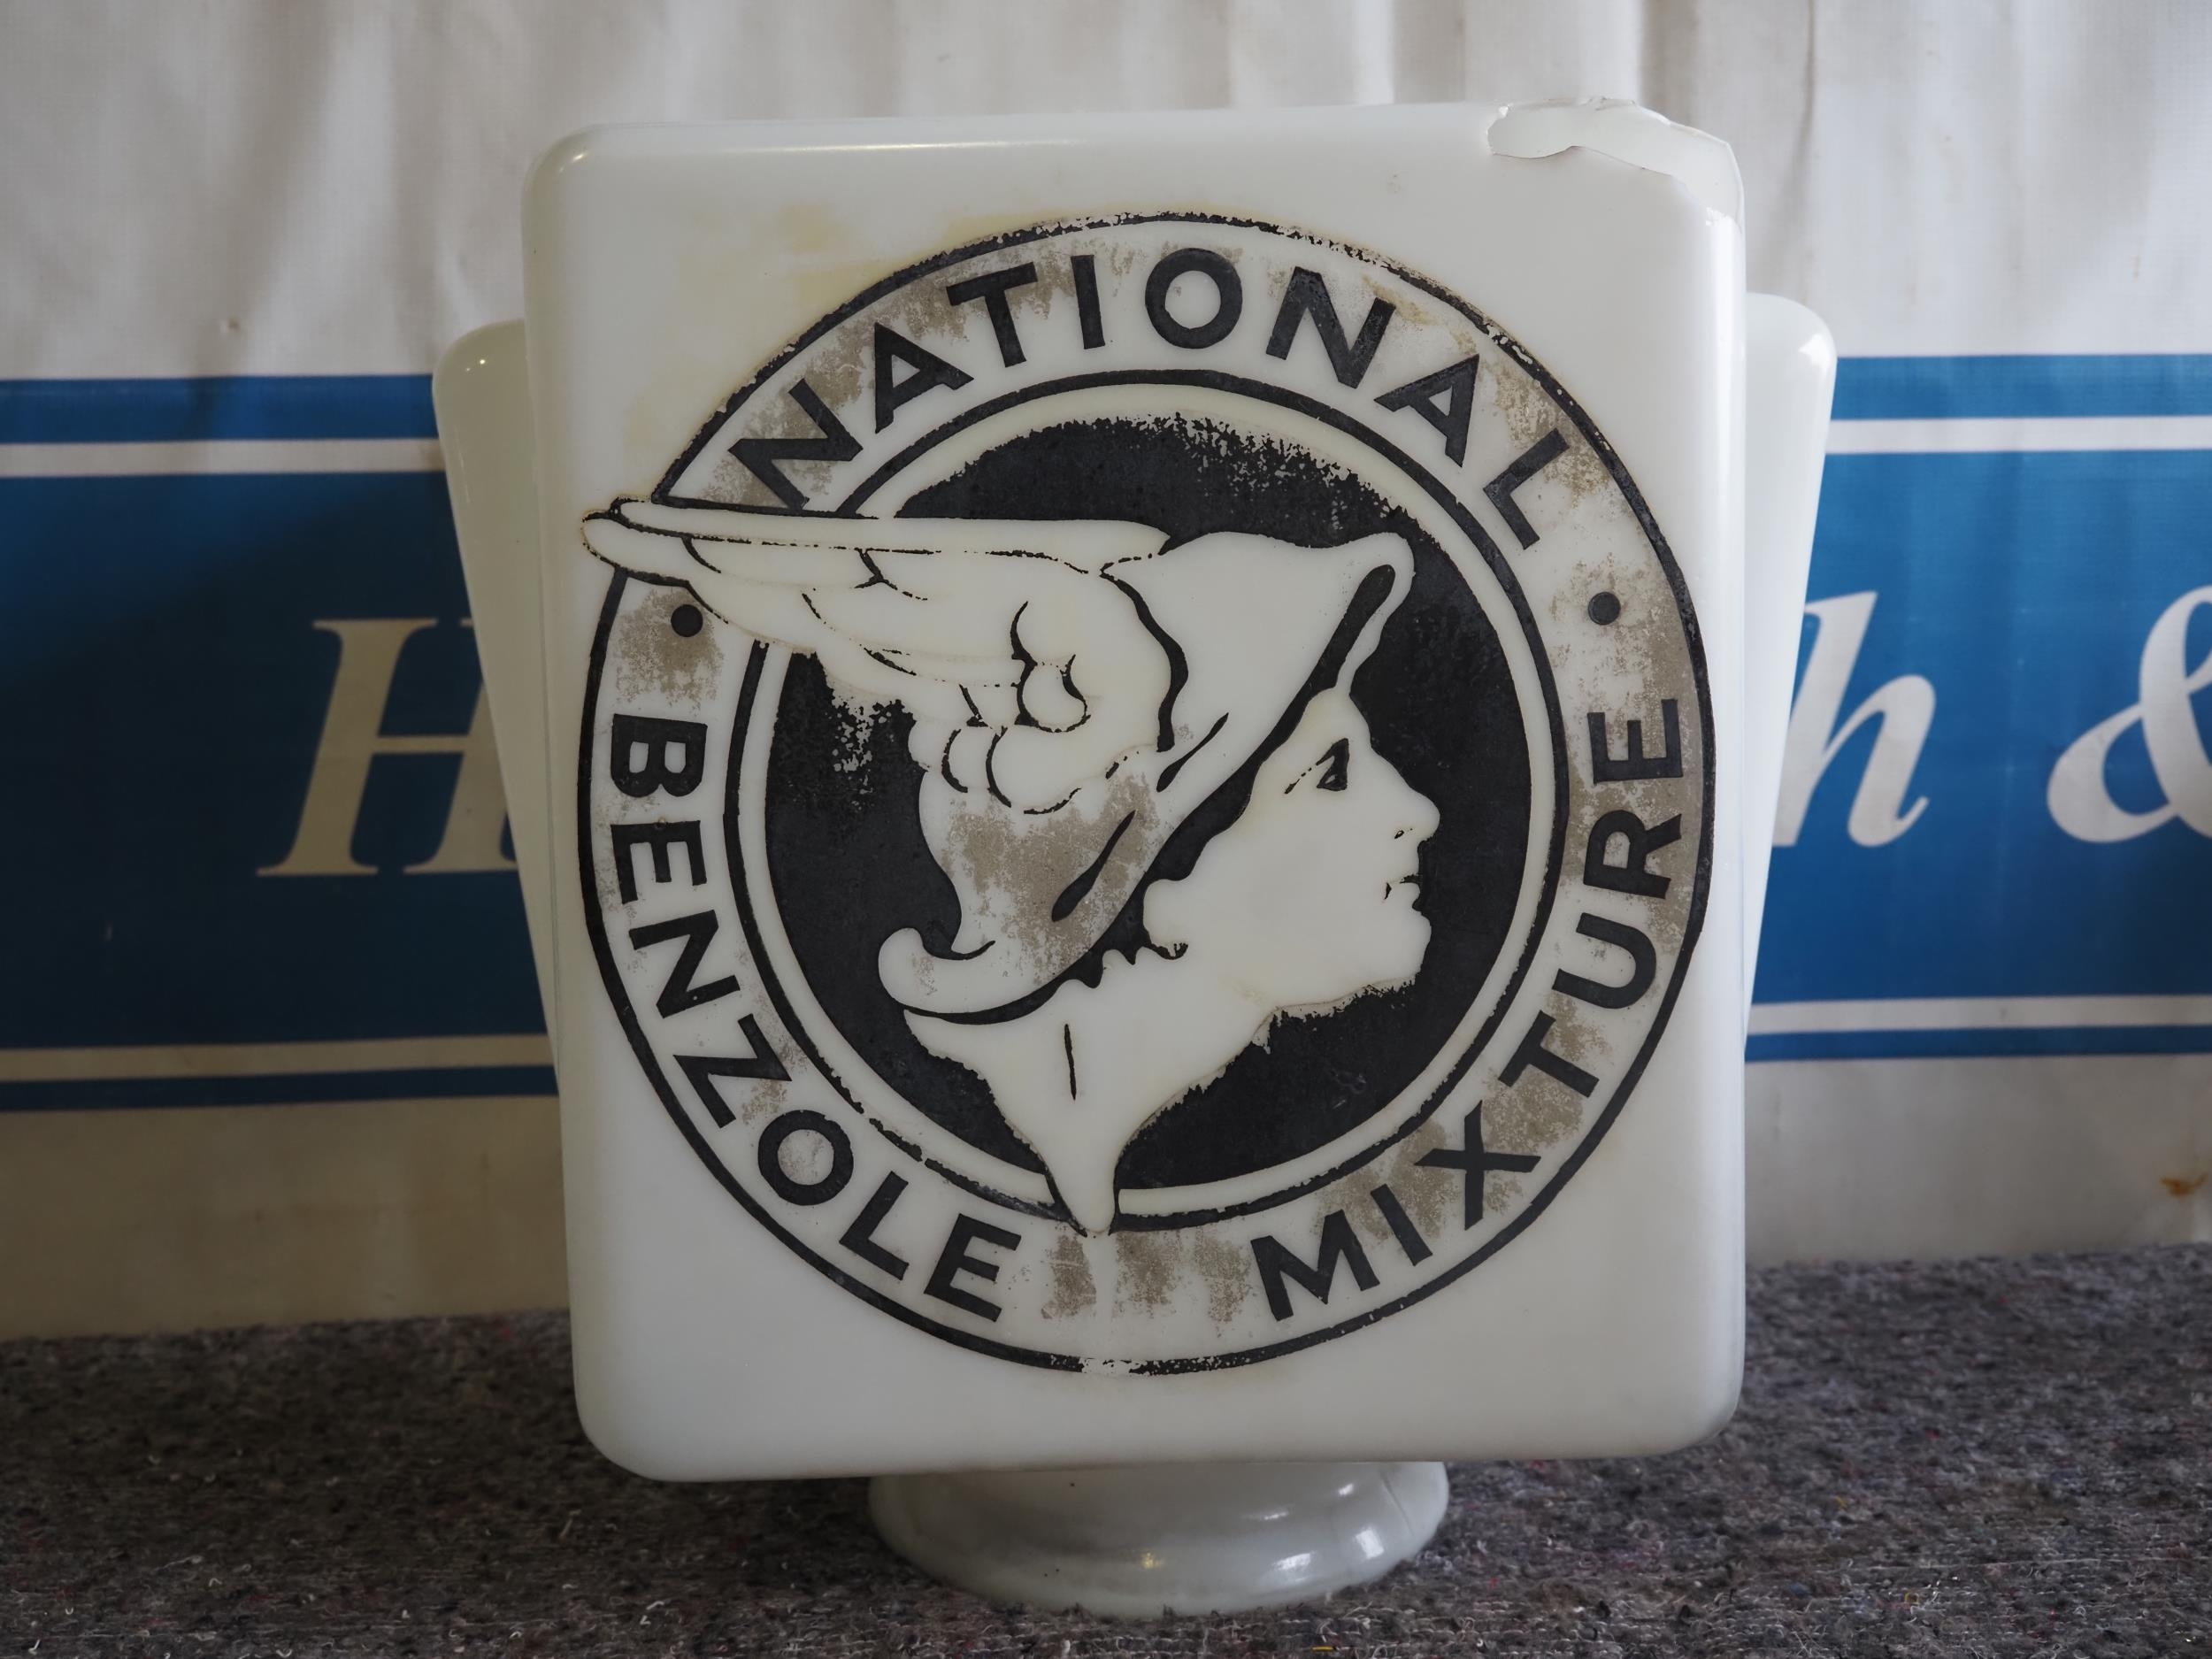 NATIONAL
BENZOLE MIXTURE
H
h &